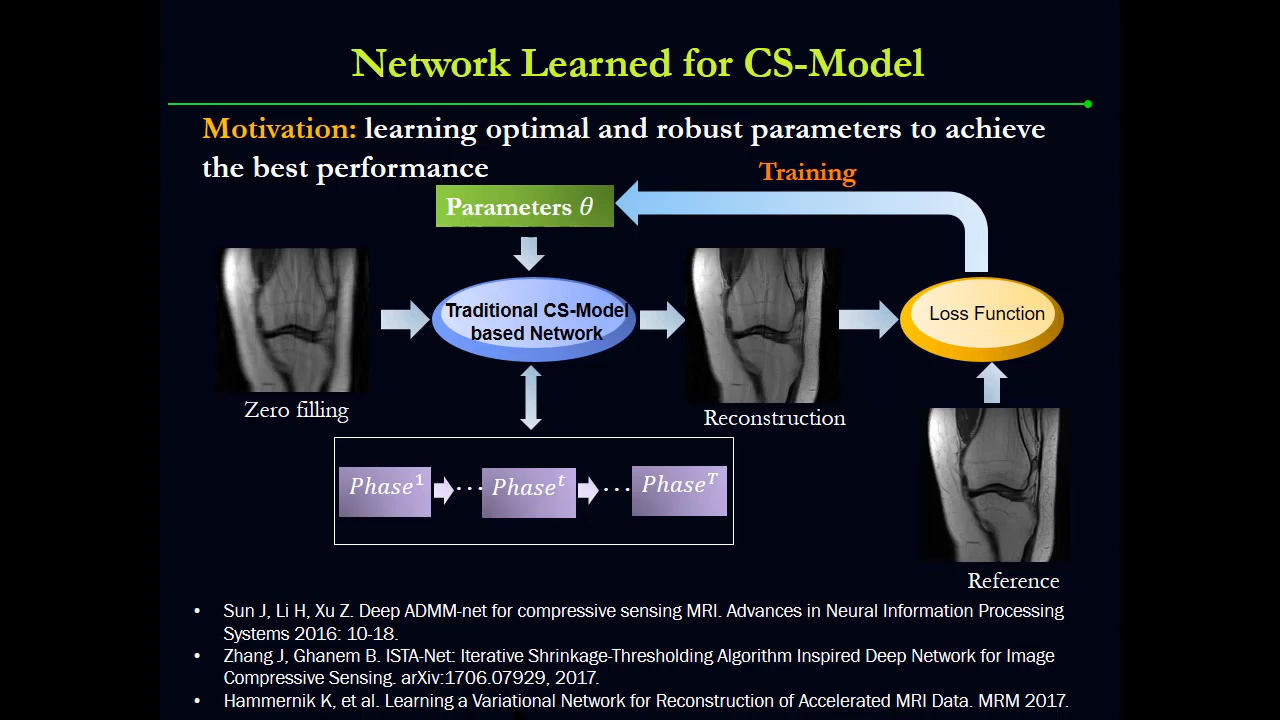 Network Learned for CS-Model
Motivation: learning optimal and robust parameters to achieve
the best performance
Training
Parameters θ
Traditional CS-Model
based Network
Loss Function
Zero filling
Reconstruction
Phase¹ ··· Phaseᵗ ··· Phaseᵀ
Reference
• Sun J, Li H, Xu Z. Deep ADMM-net for compressive sensing MRI. Advances in Neural Information Processing
Systems 2016: 10-18.
• Zhang J, Ghanem B. ISTA-Net: Iterative Shrinkage-Thresholding Algorithm Inspired Deep Network for Image
Compressive Sensing. arXiv:1706.07929, 2017.
• Hammernik K, et al. Learning a Variational Network for Reconstruction of Accelerated MRI Data. MRM 2017.